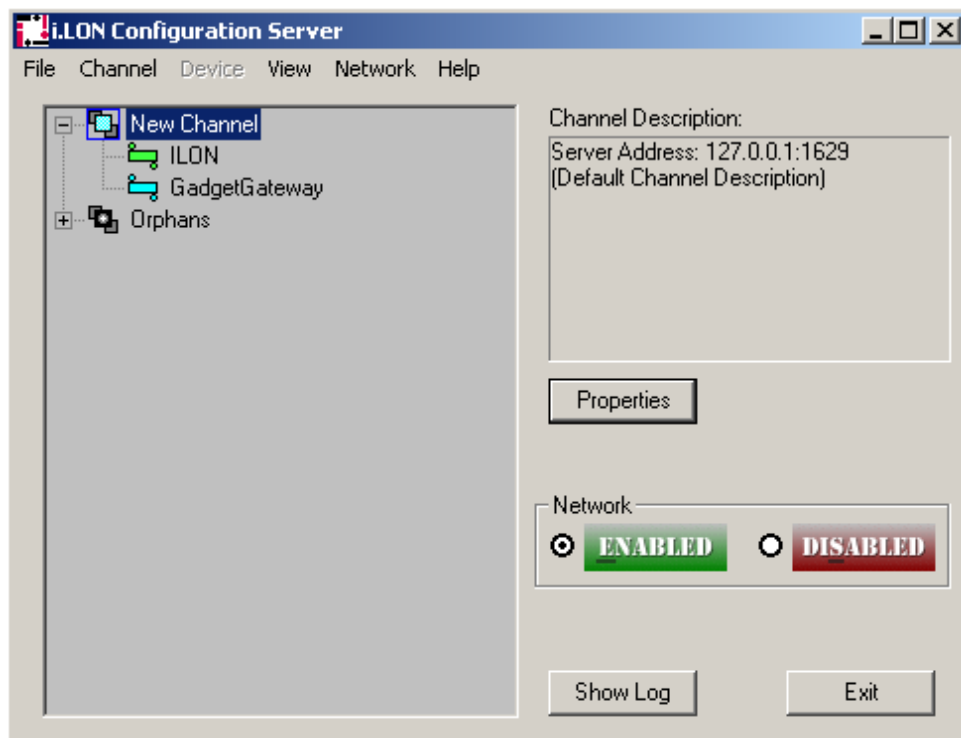 i.LON Configuration Server
File Channel Device View Network Help
New Channel
ILON
GadgetGateway
Orphans
Channel Description:
Server Address: 127.0.0.1:1629
(Default Channel Description)
Properties
Network
ENABLED DISABLED
Show Log Exit